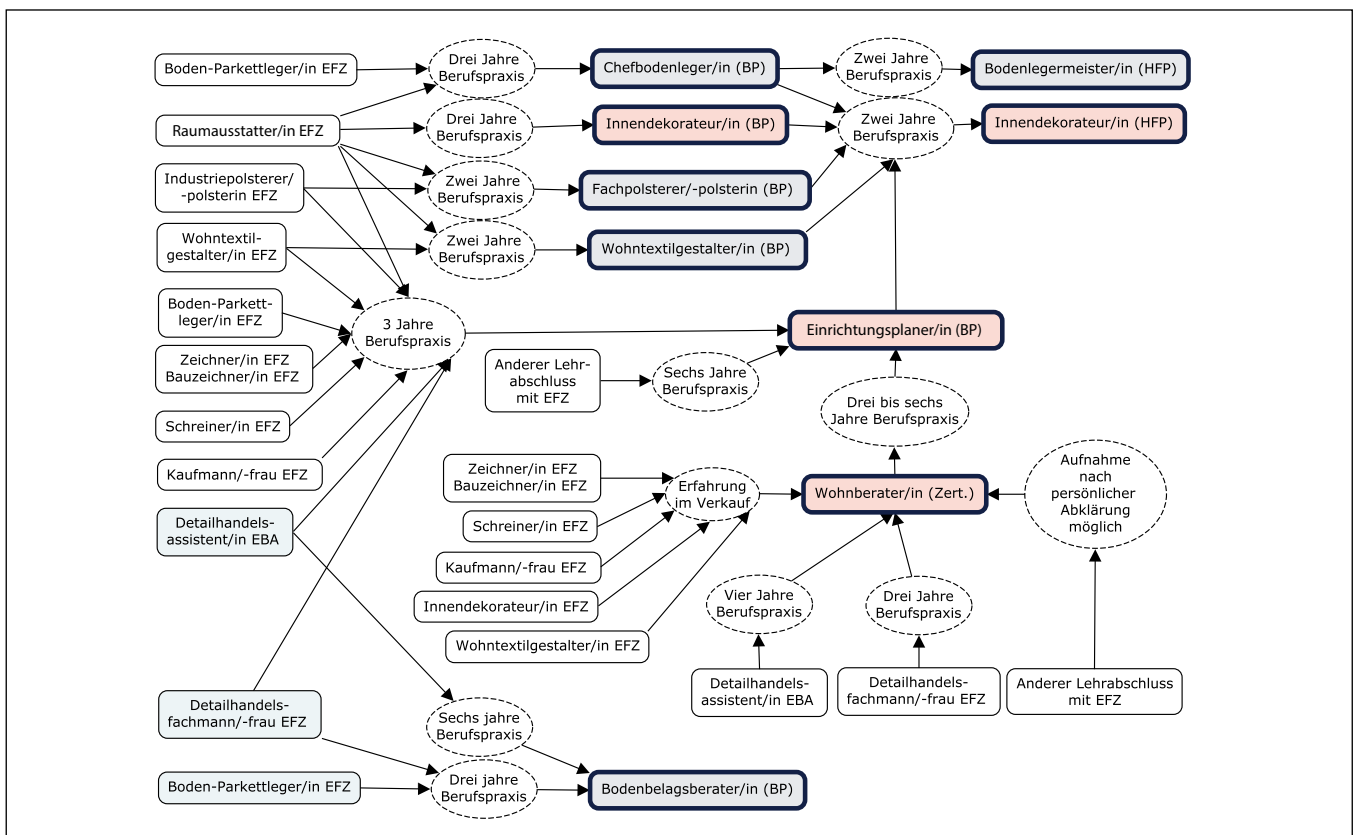 Boden-Parkettleger/in EFZ
Drei Jahre
Berufspraxis
Chefbodenleger/in (BP)
Zwei Jahre
Berufspraxis
Bodenlegermeister/in (HFP)
Raumausstatter/in EFZ
Drei Jahre
Berufspraxis
Innendekorateur/in (BP)
Zwei Jahre
Berufspraxis
Innendekorateur/in (HFP)
Industriepolsterer/
-polsterin EFZ
Zwei Jahre
Berufspraxis
Fachpolsterer/-polsterin (BP)
Wohntextil-
gestalter/in EFZ
Zwei Jahre
Berufspraxis
Wohntextilgestalter/in (BP)
Boden-Parkett-
leger/in EFZ
3 Jahre
Berufspraxis
Einrichtungsplaner/in (BP)
Zeichner/in EFZ
Bauzeichner/in EFZ
Anderer Lehr-
abschluss
mit EFZ
Sechs Jahre
Berufspraxis
Drei bis sechs
Jahre Berufspraxis
Schreiner/in EFZ
Kaufmann/-frau EFZ
Zeichner/in EFZ
Bauzeichner/in EFZ
Erfahrung
im Verkauf
Wohnberater/in (Zert.)
Aufnahme
nach
persönlicher
Abklärung
möglich
Detailhandels-
assistent/in EBA
Schreiner/in EFZ
Kaufmann/-frau EFZ
Innendekorateur/in EFZ
Wohntextilgestalter/in EFZ
Vier Jahre
Berufspraxis
Drei Jahre
Berufspraxis
Detailhandels-
assistent/in EBA
Detailhandels-
fachmann/-frau EFZ
Anderer Lehrabschluss
mit EFZ
Detailhandels-
fachmann/-frau EFZ
Sechs jahre
Berufspraxis
Boden-Parkettleger/in EFZ
Drei jahre
Berufspraxis
Bodenbelagsberater/in (BP)